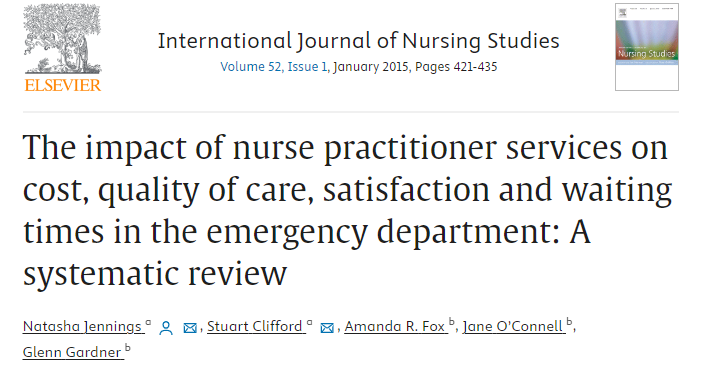 International Journal of Nursing Studies
ELSEVIER
Volume 52, Issue 1, January 2015, Pages 421-435
Nursing Studies
The impact of nurse practitioner services on
cost, quality of care, satisfaction and waiting
times in the emergency department: A
systematic review
Natasha Jennings a, Stuart Clifford a, Amanda R. Fox b, Jane O'Connell b,
Glenn Gardner b